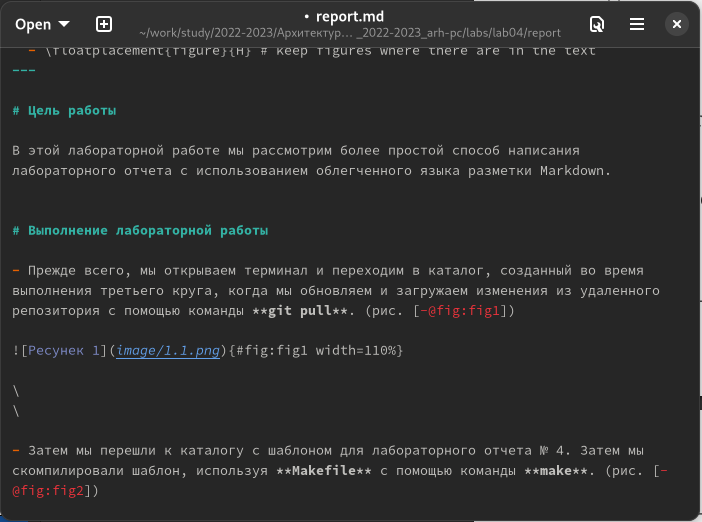 Open
• report.md
~/work/study/2022-2023/Архитектур… _2022-2023_arh-pc/labs/lab04/report
- \floatplacement{figure}{H} # keep figures where there are in the text
---
# Цель работы
В этой лабораторной работе мы рассмотрим более простой способ написания
лабораторного отчета с использованием облегченного языка разметки Markdown.
# Выполнение лабораторной работы
- Прежде всего, мы открываем терминал и переходим в каталог, созданный во время
выполнения третьего круга, когда мы обновляем и загружаем изменения из удаленного
репозитория с помощью команды **git pull**. (рис. [-@fig:fig1])
![Ресунек 1](image/1.1.png){#fig:fig1 width=110%}
\
\
- Затем мы перешли к каталогу с шаблоном для лабораторного отчета № 4. Затем мы
скомпилировали шаблон, используя **Makefile** с помощью команды **make**. (рис. [-
@fig:fig2])